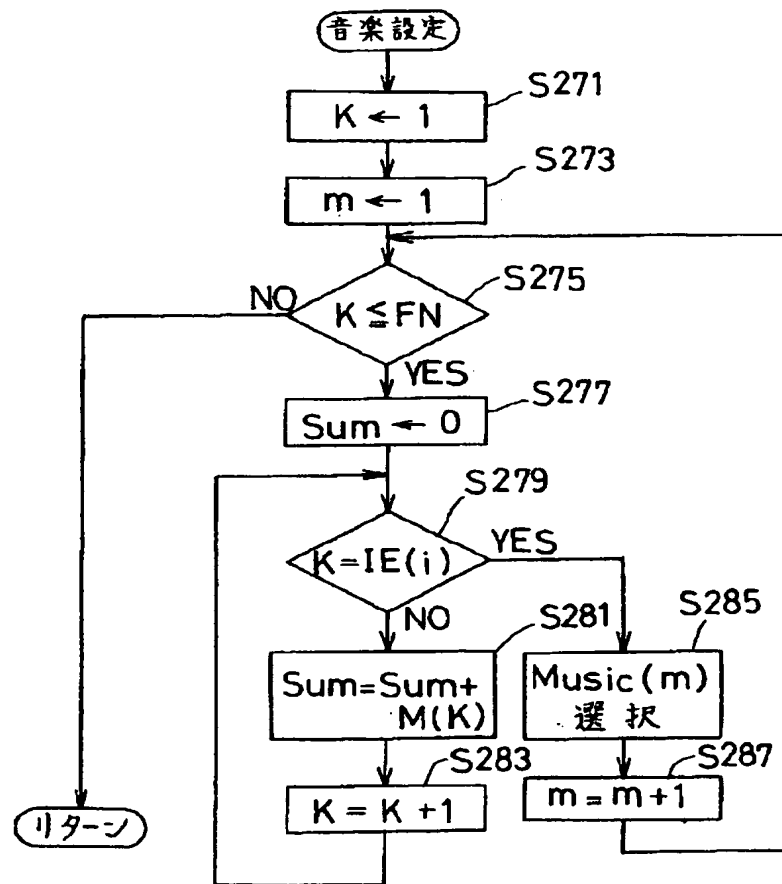 音楽設定
S271
K ← 1
S273
m ← 1
S275
NO
K ≦ FN
YES
S277
Sum ← 0
S279
K=IE(i)
YES
NO
S281
Sum=Sum+
M(K)
S285
Music(m)
選択
S283
K = K +1
S287
m = m+1
リターン